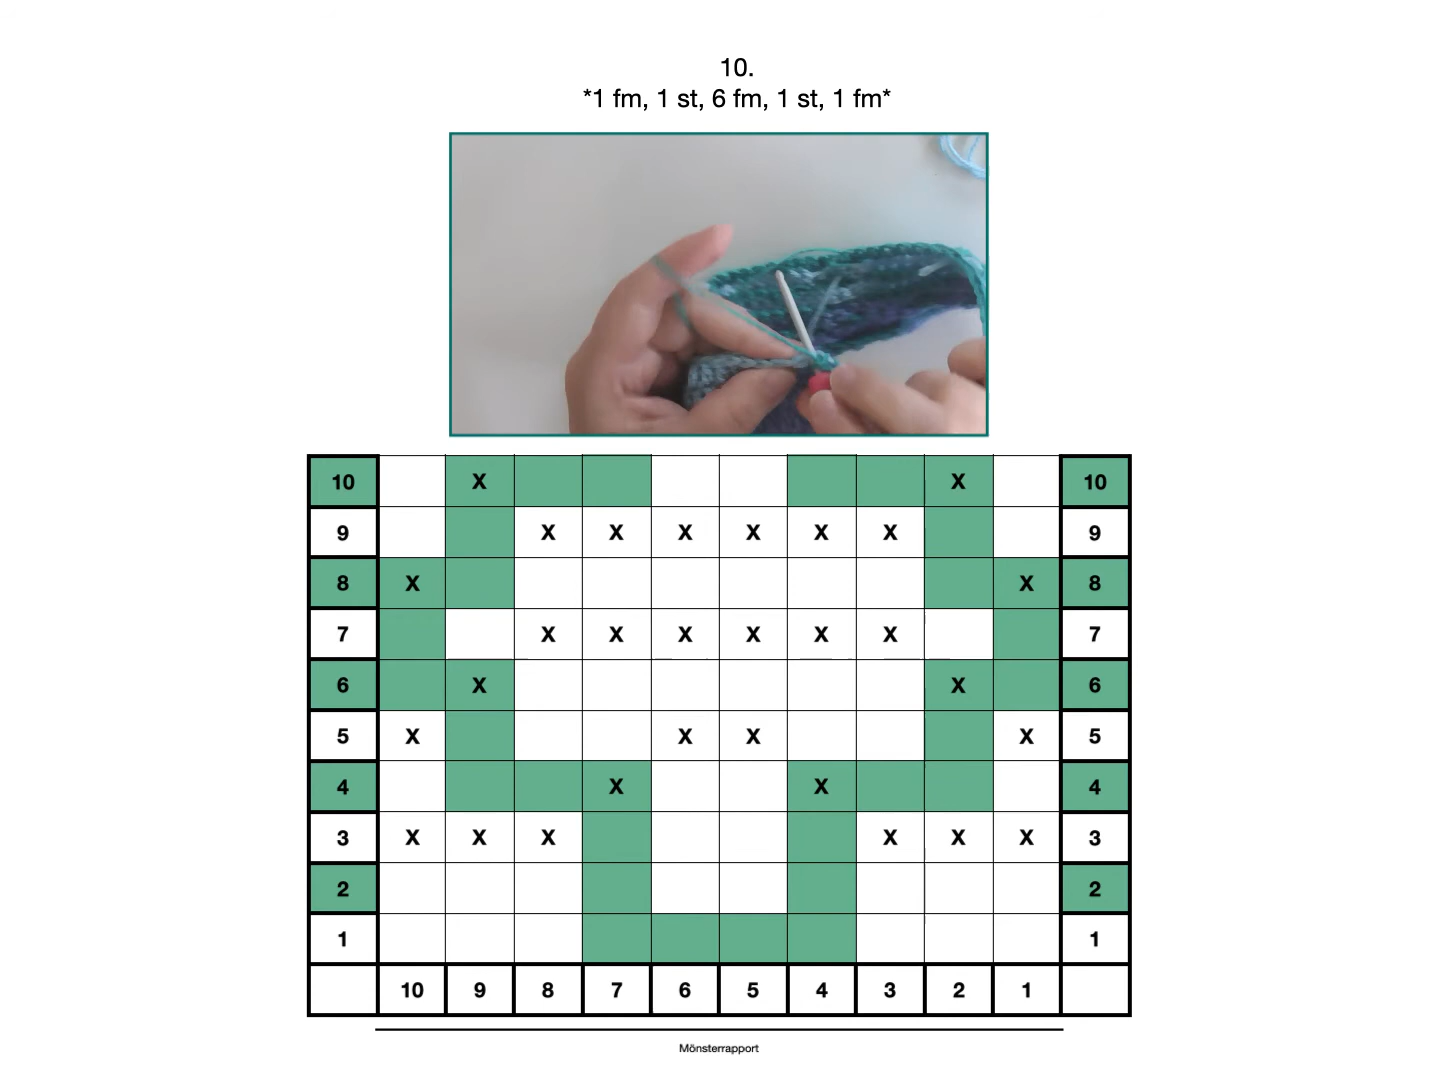 10.
*1 fm, 1 st, 6 fm, 1 st, 1 fm*
10 X X 10
9 X X X X X X 9
8 X X 8
7 X X X X X X 7
6 X X 6
5 X X X X 5
4 X X 4
3 X X X X X X 3
2 2
1 1
10 9 8 7 6 5 4 3 2 1
Mönsterrapport